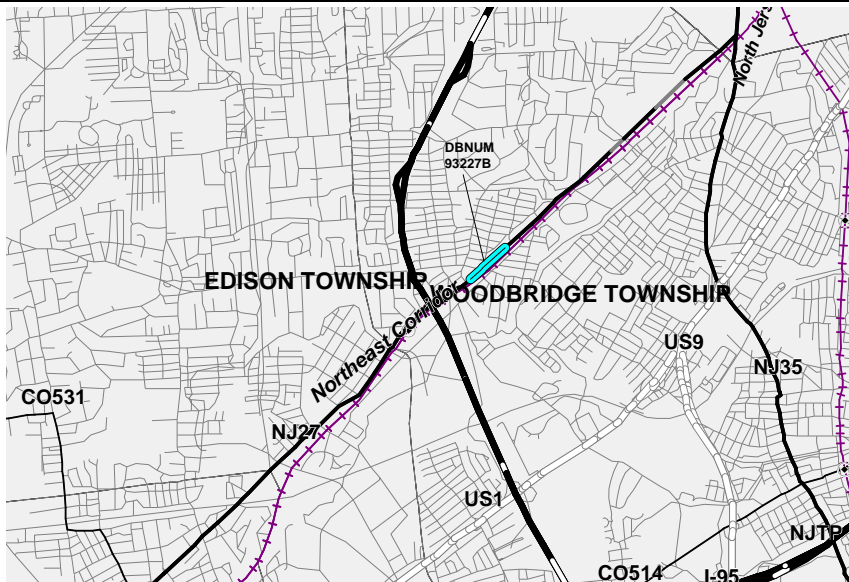 North Jers
DBNUM
93227B
EDISON TOWNSHIP
WOODBRIDGE TOWNSHIP
Northeast Corridor
US9
NJ35
CO531
NJ27
US1
NJTP
CO514
I-95